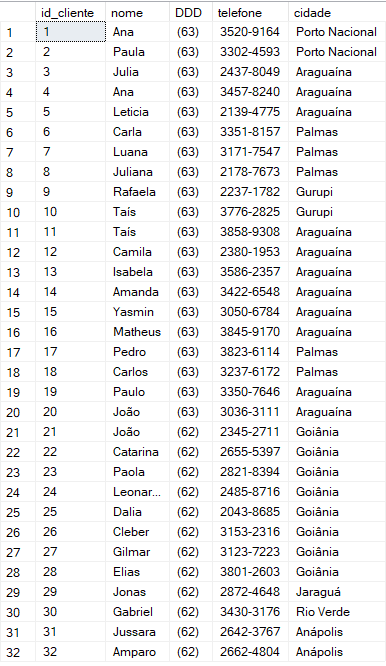 id_cliente nome DDD telefone cidade
1 1 Ana (63) 3520-9164 Porto Nacional
2 2 Paula (63) 3302-4593 Porto Nacional
3 3 Julia (63) 2437-8049 Araguaína
4 4 Ana (63) 3457-8240 Araguaína
5 5 Leticia (63) 2139-4775 Araguaína
6 6 Carla (63) 3351-8157 Palmas
7 7 Luana (63) 3171-7547 Palmas
8 8 Juliana (63) 2178-7673 Palmas
9 9 Rafaela (63) 2237-1782 Gurupi
10 10 Taís (63) 3776-2825 Gurupi
11 11 Taís (63) 3858-9308 Araguaína
12 12 Camila (63) 2380-1953 Araguaína
13 13 Isabela (63) 3586-2357 Araguaína
14 14 Amanda (63) 3422-6548 Araguaína
15 15 Yasmin (63) 3050-6784 Araguaína
16 16 Matheus (63) 3845-9170 Araguaína
17 17 Pedro (63) 3823-6114 Palmas
18 18 Carlos (63) 3237-6172 Palmas
19 19 Paulo (63) 3350-7646 Araguaína
20 20 João (63) 3036-3111 Araguaína
21 21 João (62) 2345-2711 Goiânia
22 22 Catarina (62) 2655-5397 Goiânia
23 23 Paola (62) 2821-8394 Goiânia
24 24 Leonar... (62) 2485-8716 Goiânia
25 25 Dalia (62) 2043-8685 Goiânia
26 26 Cleber (62) 3153-2316 Goiânia
27 27 Gilmar (62) 3123-7223 Goiânia
28 28 Elias (62) 3801-2603 Goiânia
29 29 Jonas (62) 2872-4648 Jaraguá
30 30 Gabriel (62) 3430-3176 Rio Verde
31 31 Jussara (62) 2642-3767 Anápolis
32 32 Amparo (62) 2662-4804 Anápolis